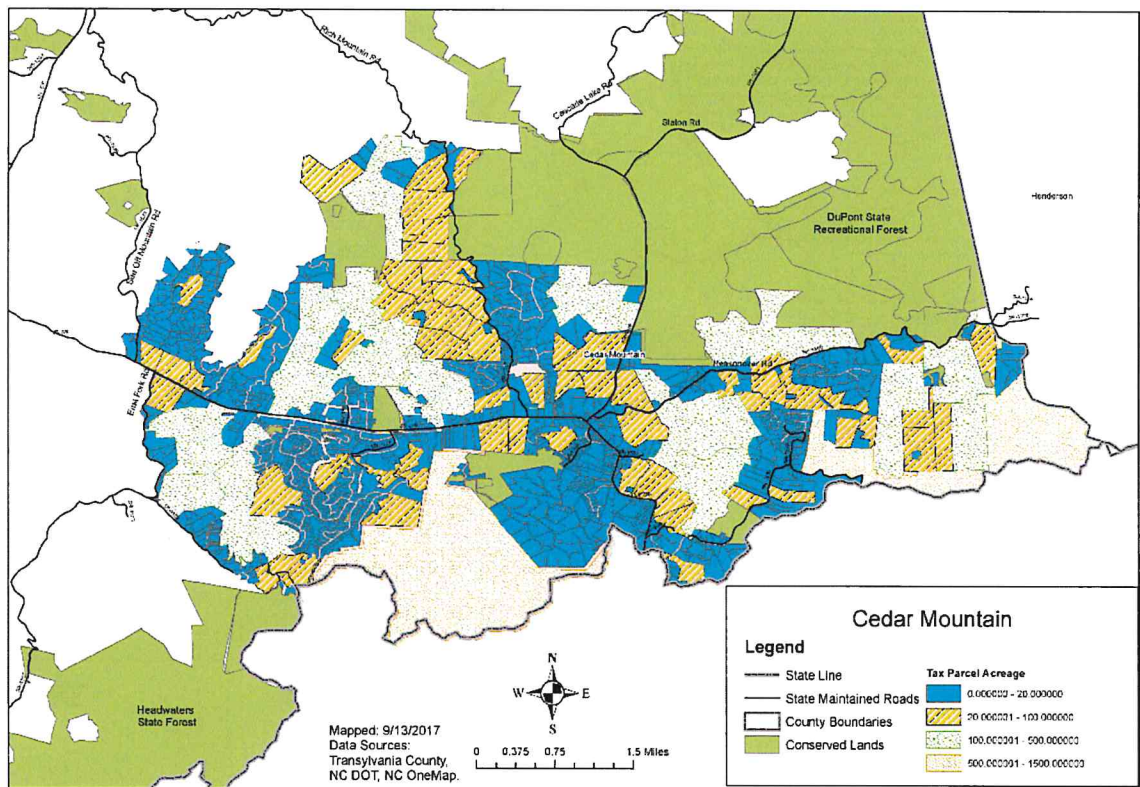 Rich Mountain Rd
Cascade Lake Rd
Staton Rd
Henderson
DuPont State
Recreational Forest
See Off Mountain Rd
East Fork Rd
Cedar Mountain
Reasonover Rd
Headwaters
State Forest
N
W
E
S
Mapped: 9/13/2017
Data Sources:
Transylvania County,
NC DOT, NC OneMap.
0 0.375 0.75 1.5 Miles
Cedar Mountain
Legend
State Line
State Maintained Roads
County Boundaries
Conserved Lands
Tax Parcel Acreage
0.000000 - 20.000000
20.000001 - 100.000000
100.000001 - 500.000000
500.000001 - 1500.000000